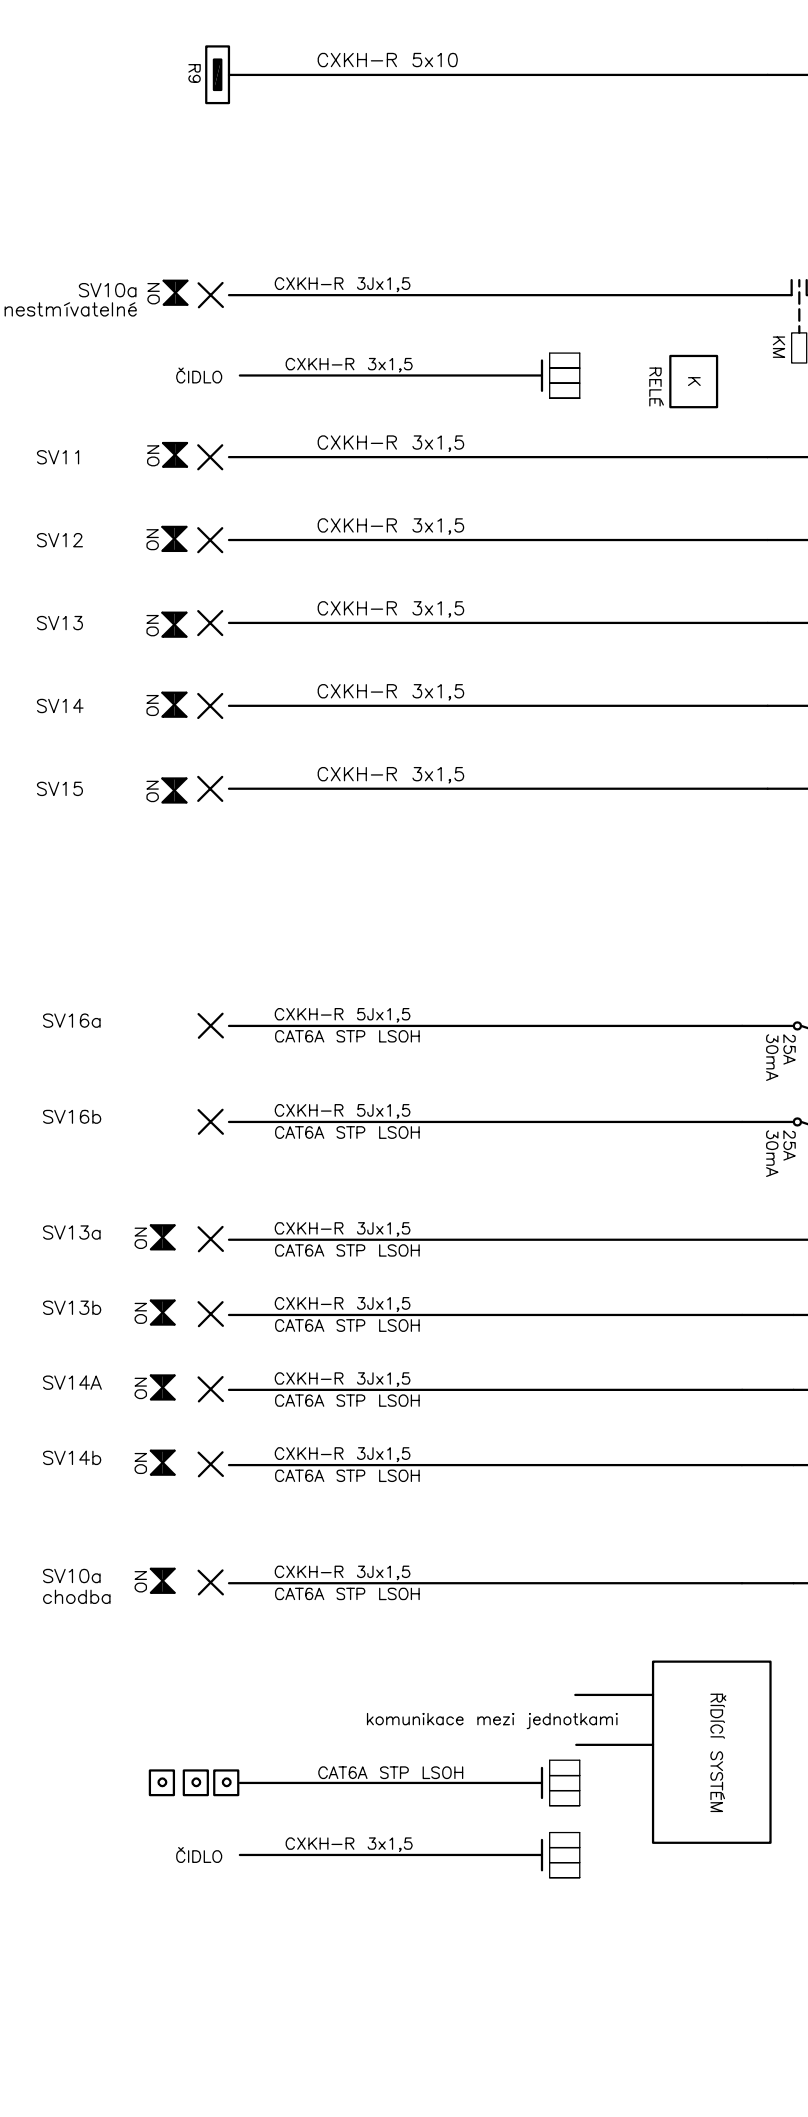 CXKH-R 5x10
R9
CXKH-R 3Jx1,5
SV10a
nestmívatelné
NO
KM
CXKH-R 3x1,5
ČIDLO
RELÉ
K
SV11
NO
CXKH-R 3x1,5
SV12
NO
CXKH-R 3x1,5
SV13
NO
CXKH-R 3x1,5
SV14
NO
CXKH-R 3x1,5
SV15
NO
CXKH-R 3x1,5
SV16a
CXKH-R 5Jx1,5
CAT6A STP LSOH
25A
30mA
SV16b
CXKH-R 5Jx1,5
CAT6A STP LSOH
25A
30mA
SV13a
NO
CXKH-R 3Jx1,5
CAT6A STP LSOH
SV13b
NO
CXKH-R 3Jx1,5
CAT6A STP LSOH
SV14A
NO
CXKH-R 3Jx1,5
CAT6A STP LSOH
SV14b
NO
CXKH-R 3Jx1,5
CAT6A STP LSOH
SV10a
chodba
NO
CXKH-R 3Jx1,5
CAT6A STP LSOH
komunikace mezi jednotkami
ŘÍDÍCÍ SYSTÉM
CAT6A STP LSOH
ČIDLO
CXKH-R 3x1,5